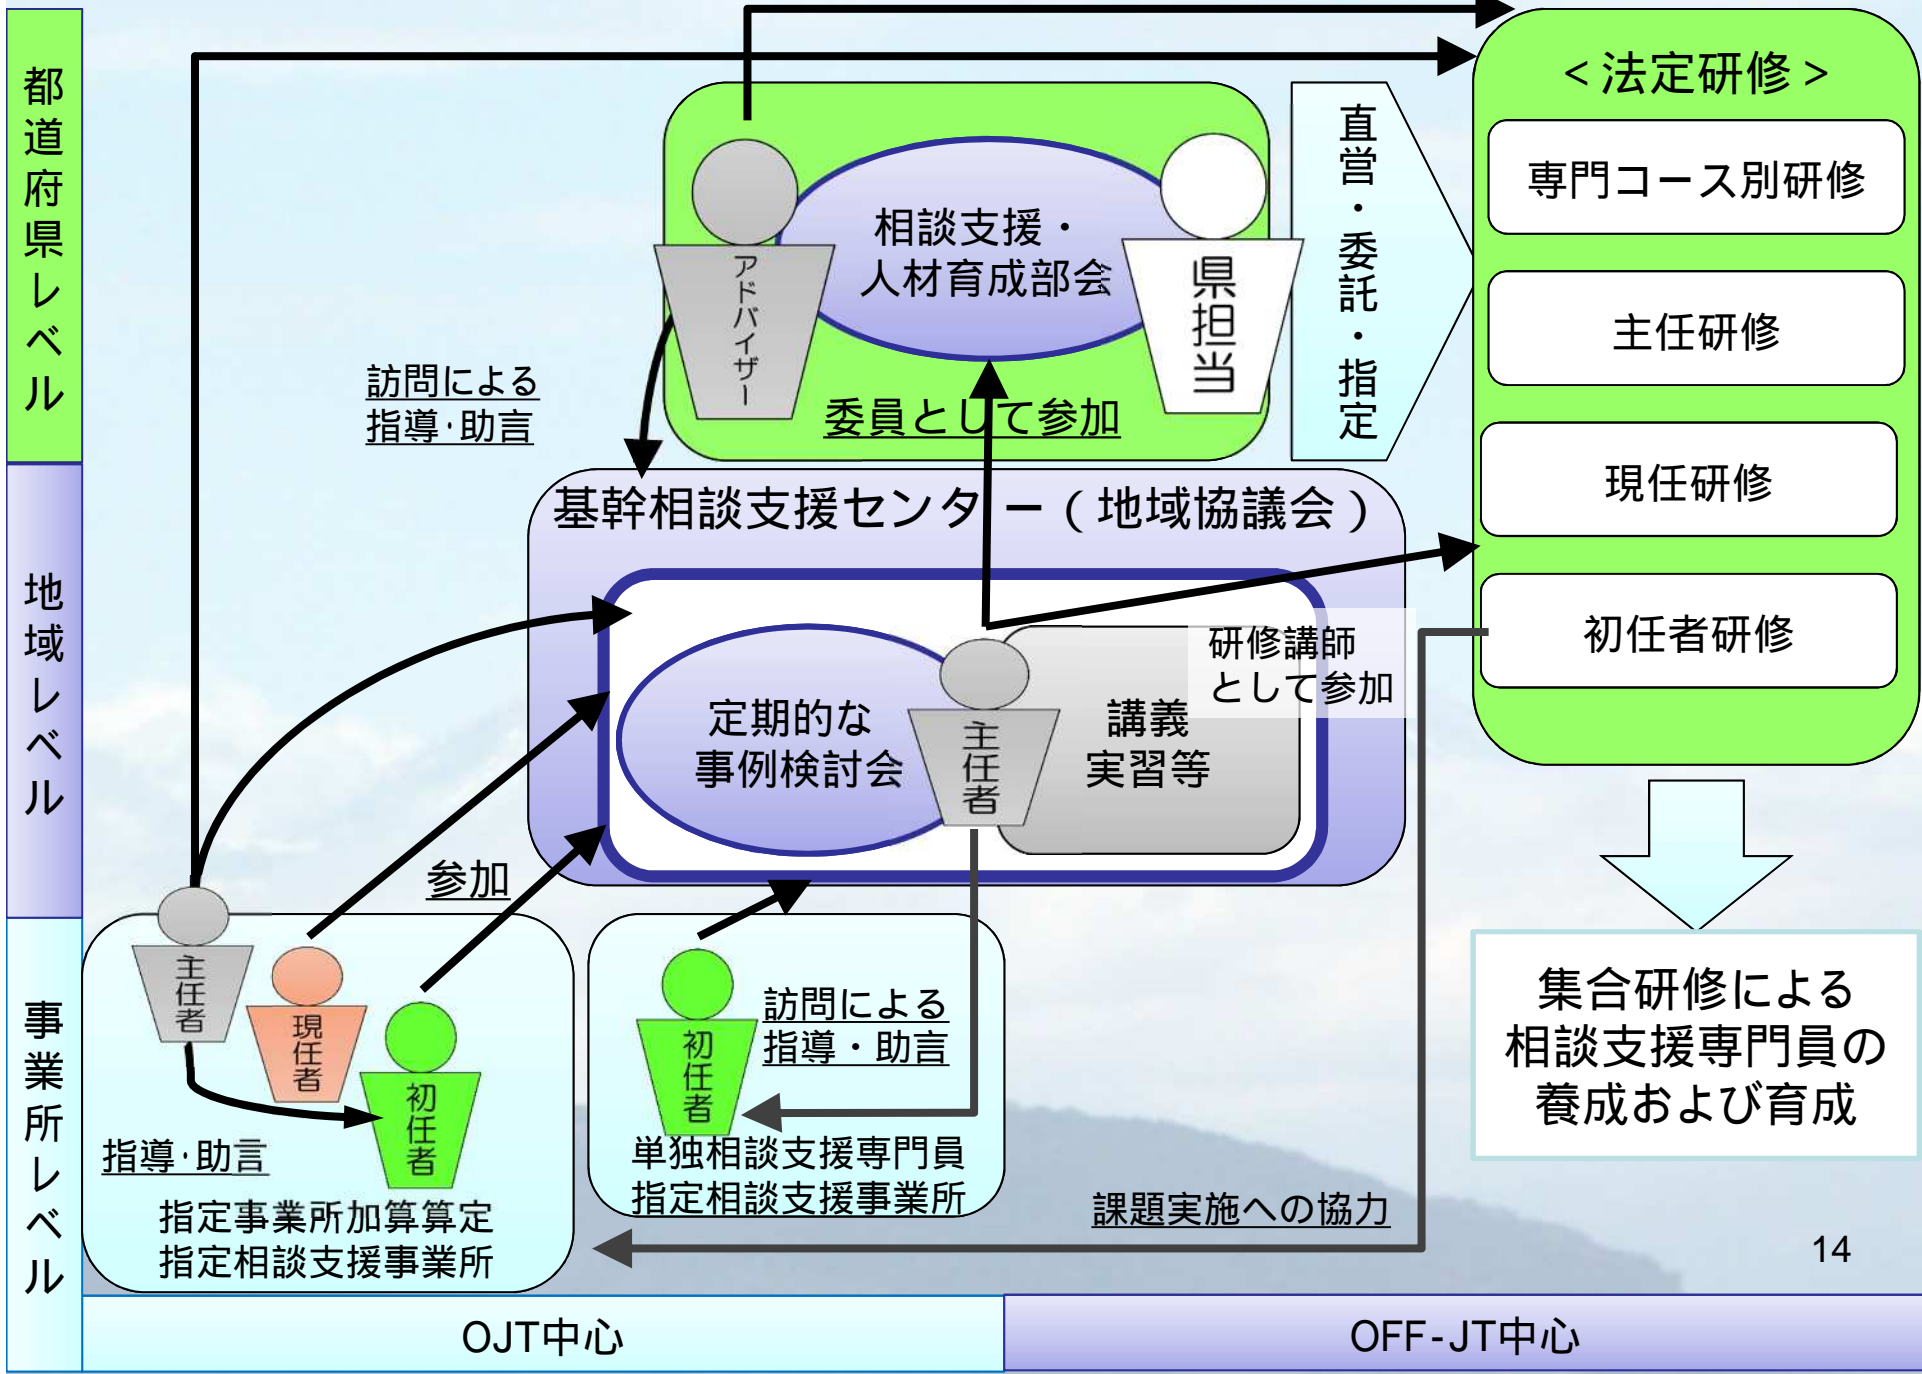 都道府県レベル
地域レベル
事業所レベル
<法定研修>
専門コース別研修
主任研修
現任研修
初任者研修
直営・委託・指定
相談支援・
人材育成部会
アドバイザー
県担当
委員として参加
訪問による
指導・助言
基幹相談支援センター(地域協議会)
定期的な
事例検討会
主任者
講義
実習等
研修講師
として参加
参加
主任者
現任者
初任者
指導・助言
指定事業所加算算定
指定相談支援事業所
初任者
訪問による
指導・助言
単独相談支援専門員
指定相談支援事業所
課題実施への協力
集合研修による
相談支援専門員の
養成および育成
14
OJT中心
OFF-JT中心